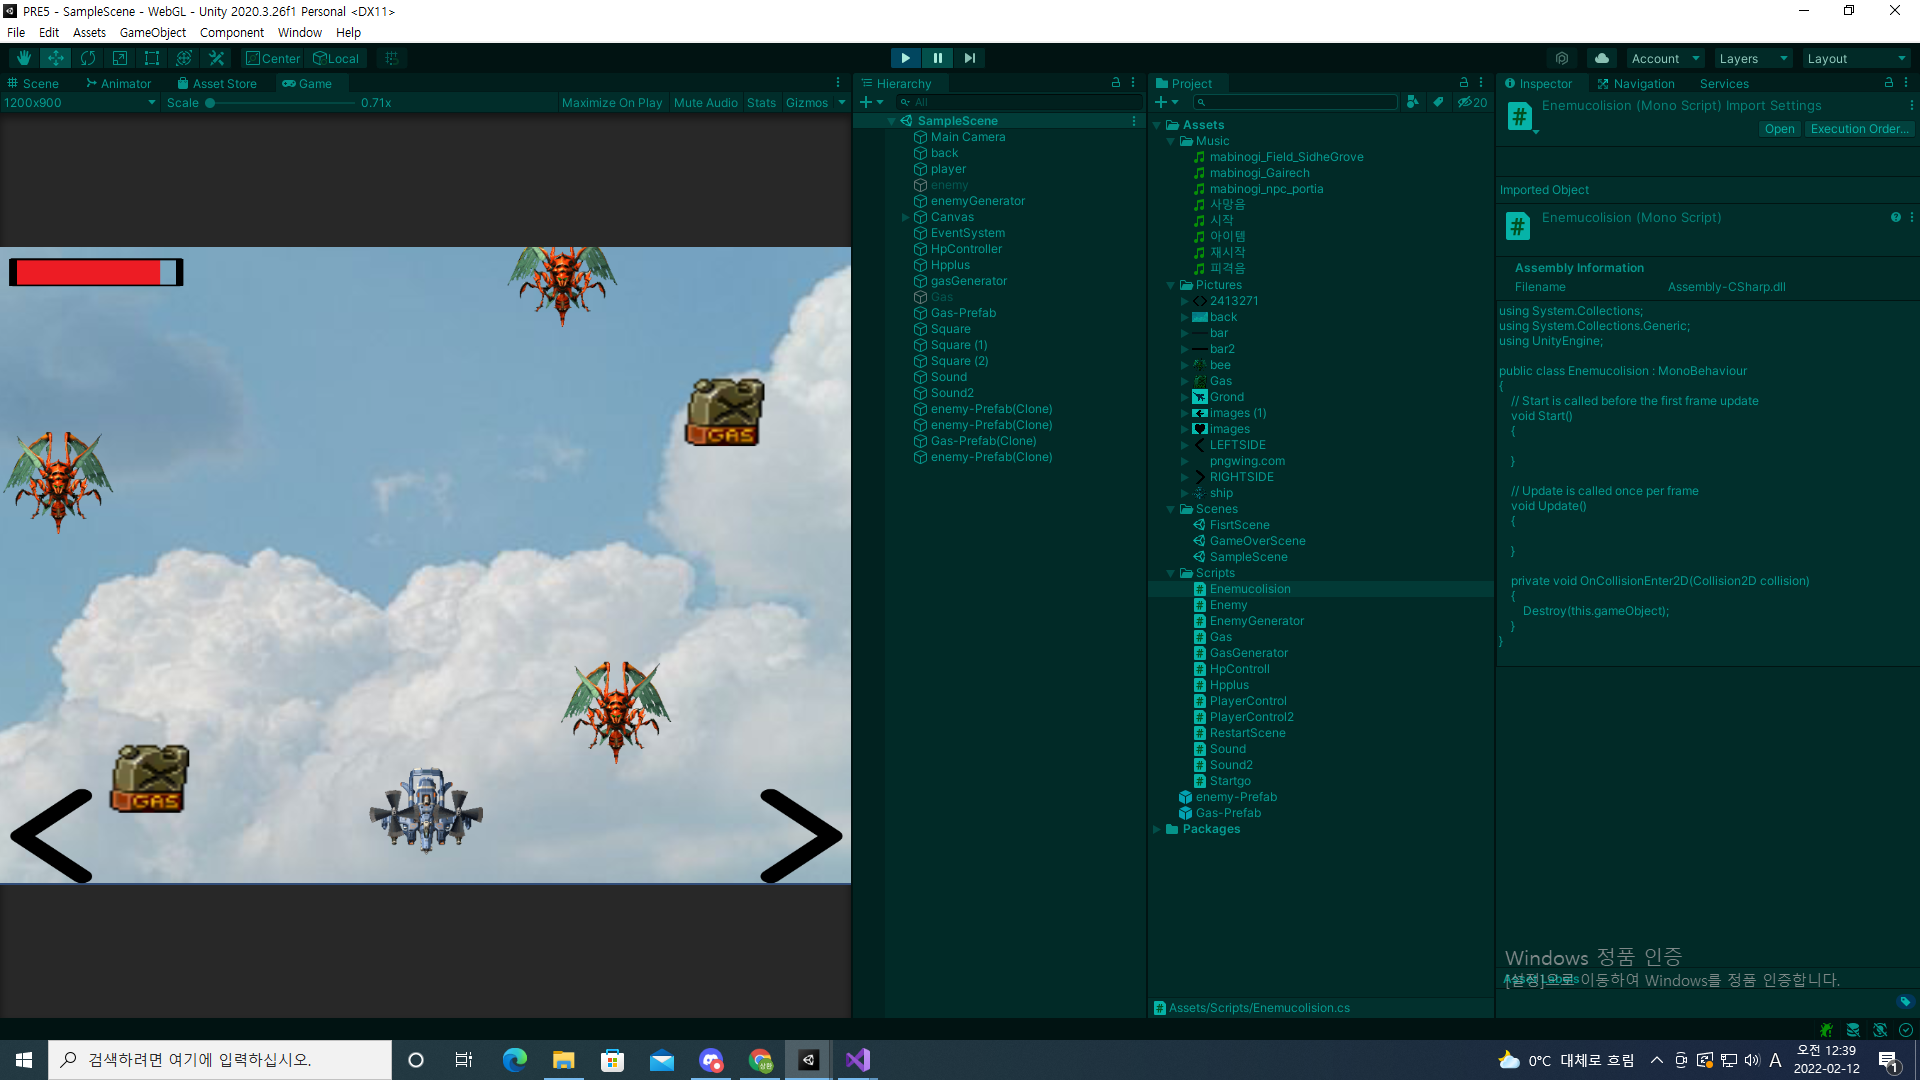 PRE5 - SampleScene - WebGL - Unity 2020.3.26f1 Personal <DX11>
File Edit Assets GameObject Component Window Help
Center Local
Account Layers Layout
Scene Animator Asset Store Game
1200x900 Scale 0.71x Maximize On Play Mute Audio Stats Gizmos
GAS
GAS
Hierarchy
All
SampleScene
Main Camera
back
player
enemy
enemyGenerator
Canvas
EventSystem
HpController
Hpplus
gasGenerator
Gas
Gas-Prefab
Square
Square (1)
Square (2)
Sound
Sound2
enemy-Prefab(Clone)
enemy-Prefab(Clone)
Gas-Prefab(Clone)
enemy-Prefab(Clone)
Project
20
Assets
Music
mabinogi_Field_SidheGrove
mabinogi_Gairech
mabinogi_npc_portia
사망음
시작
아이템
재시작
피격음
Pictures
2413271
back
bar
bar2
bee
Gas
Grond
images (1)
images
LEFTSIDE
pngwing.com
RIGHTSIDE
ship
Scenes
FisrtScene
GameOverScene
SampleScene
Scripts
Enemucolision
Enemy
EnemyGenerator
Gas
GasGenerator
HpControll
Hpplus
PlayerControl
PlayerControl2
RestartScene
Sound
Sound2
Startgo
enemy-Prefab
Gas-Prefab
Packages
Assets/Scripts/Enemucolision.cs
Inspector Navigation Services
Enemucolision (Mono Script) Import Settings
Open Execution Order...
Imported Object
Enemucolision (Mono Script)
Assembly Information
Filename Assembly-CSharp.dll
using System.Collections;
using System.Collections.Generic;
using UnityEngine;
public class Enemucolision : MonoBehaviour
{
// Start is called before the first frame update
void Start()
{
}
// Update is called once per frame
void Update()
{
}
private void OnCollisionEnter2D(Collision2D collision)
{
Destroy(this.gameObject);
}
}
Windows 정품 인증
[설정]으로 이동하여 Windows를 정품 인증합니다.
검색하려면 여기에 입력하십시오.
0°C 대체로 흐림
A
오전 12:39
2022-02-12
1